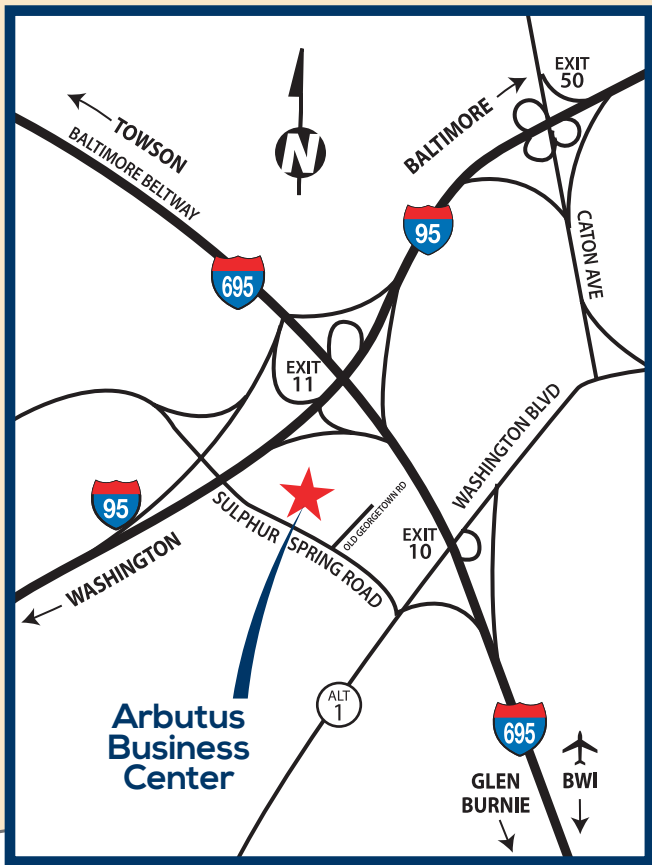 EXIT
50
TOWSON
BALTIMORE BELTWAY
BALTIMORE
N
95
CATON AVE
695
EXIT
11
WASHINGTON BLVD
95
SULPHUR SPRING ROAD
OLD GEORGETOWN RD
EXIT
10
WASHINGTON
ALT
1
Arbutus
Business
Center
695
GLEN
BURNIE
BWI